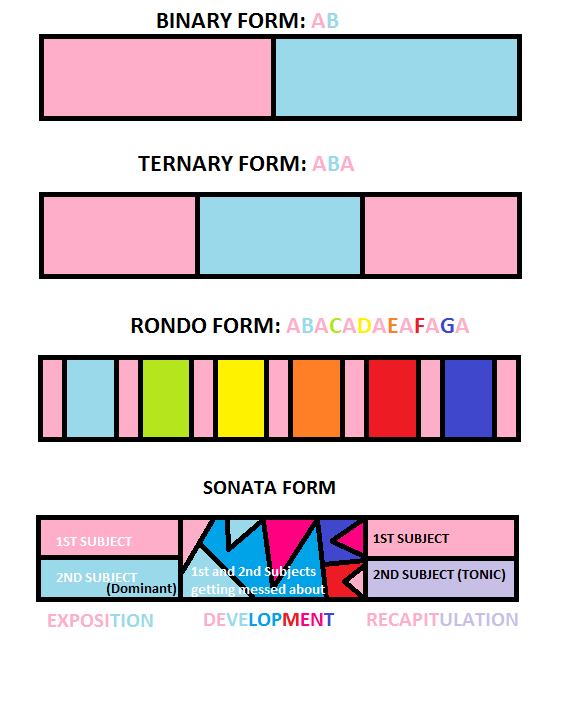 BINARY FORM: AB
TERNARY FORM: ABA
RONDO FORM: ABACADAEAFAGA
SONATA FORM
1ST SUBJECT
2ND SUBJECT
(Dominant)
1st and 2nd Subjects
getting messed about
1ST SUBJECT
2ND SUBJECT (TONIC)
EXPOSITION
DEVELOPMENT
RECAPITULATION